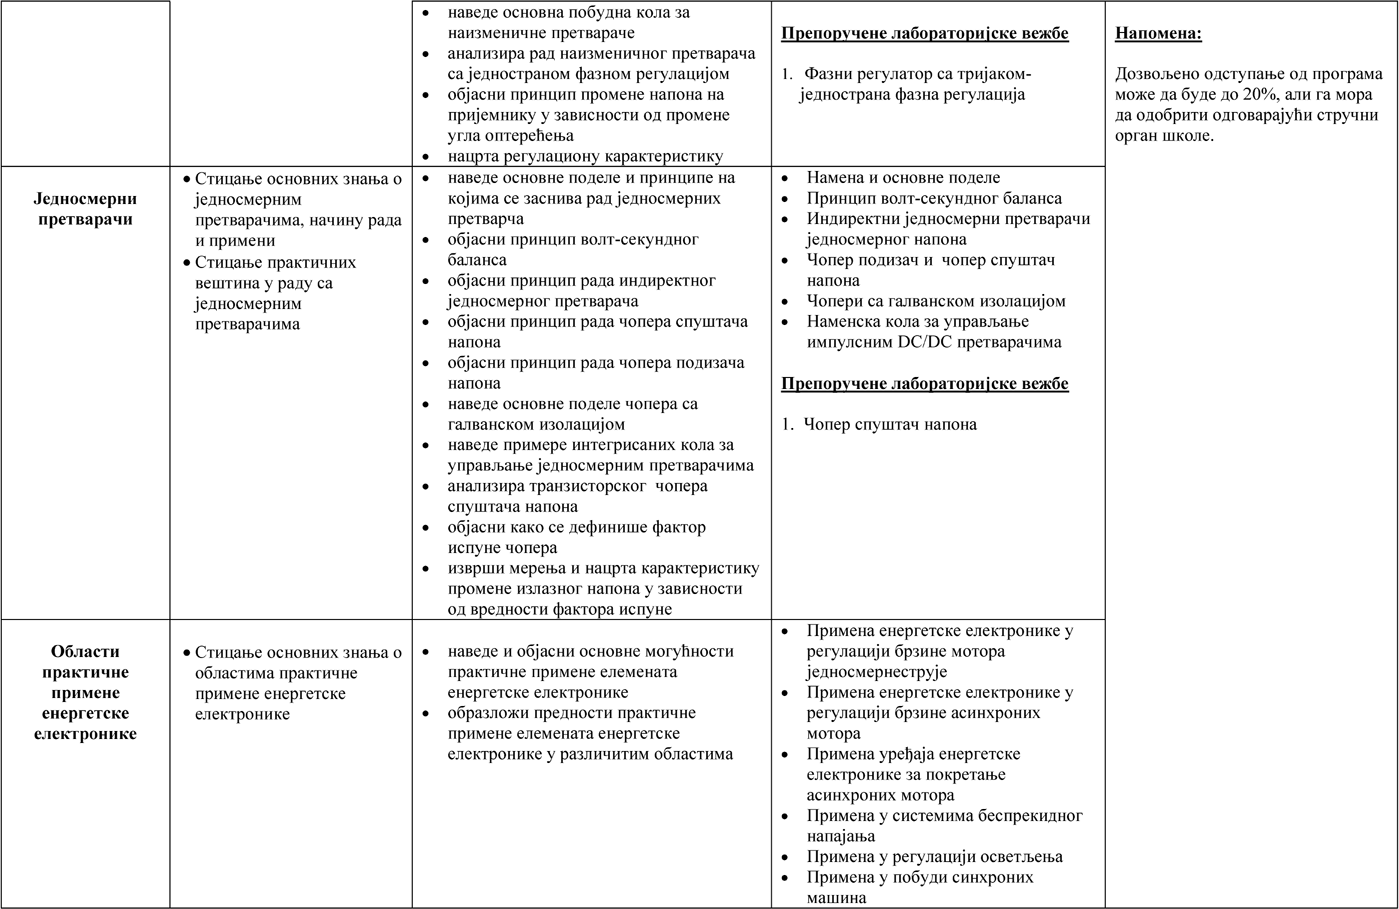 наведе основна побудна кола за
наизменичне претвараче
анализира рад наизменичног претварача
са једностраном фазном регулацијом
објасни принцип промене напона на
пријемнику у зависности од промене
угла оптерећења
нацрта регулациону карактеристику
Препоручене лабораторијске вежбе
1. Фазни регулатор са тријаком-
једнострана фазна регулација
Напомена:
Дозвољено одступање од програма
може да буде до 20%, али га мора
да одобрити одговарајући стручни
орган школе.
Једносмерни
претварачи
Стицање основних знања о
једносмерним
претварачима, начину рада
и примени
Стицање практичних
вештина у раду са
једносмерним
претварачима
наведе основне поделе и принципе на
којима се заснива рад једносмерних
претварча
објасни принцип волт-секундног
баланса
објасни принцип рада индиректног
једносмерног претварача
објасни принцип рада чопера спуштача
напона
објасни принцип рада чопера подизача
напона
наведе основне поделе чопера са
галванском изолацијом
наведе примере интегрисаних кола за
управљање једносмерним претварачима
анализира транзисторског чопера
спуштача напона
објасни како се дефинише фактор
испуне чопера
изврши мерења и нацрта карактеристику
промене излазног напона у зависности
од вредности фактора испуне
Намена и основне поделе
Принцип волт-секундног баланса
Индиректни једносмерни претварачи
једносмерног напона
Чопер подизач и чопер спуштач
напона
Чопери са галванском изолацијом
Наменска кола за управљање
импулсним DC/DC претварачима
Препоручене лабораторијске вежбе
1. Чопер спуштач напона
Области
практичне
примене
енергетске
електронике
Стицање основних знања о
областима практичне
примене енергетске
електронике
наведе и објасни основне могућности
практичне примене елемената
енергетске електронике
образложи предности практичне
примене елемената енергетске
електронике у различитим областима
Примена енергетске електронике у
регулацији брзине мотора
једносмернеструје
Примена енергетске електронике у
регулацији брзине асинхроних
мотора
Примена уређаја енергетске
електронике за покретање
асинхроних мотора
Примена у системима беспрекидног
напајања
Примена у регулацији осветљења
Примена у побуди синхроних
машина